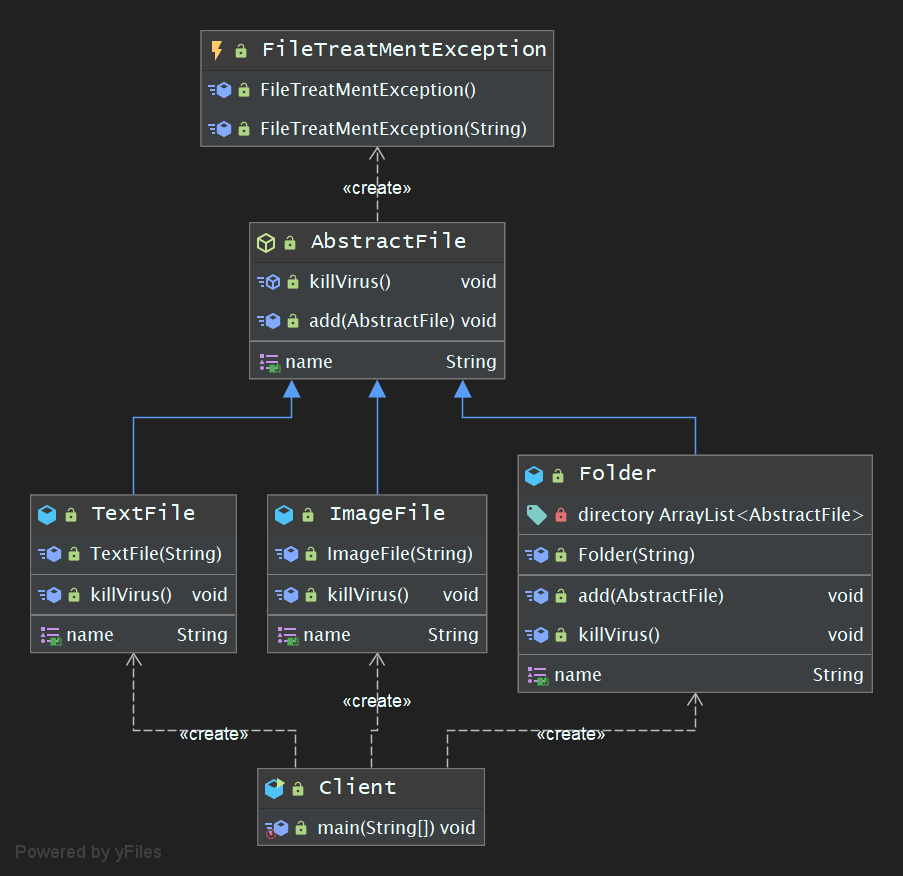 FileTreatMentException
FileTreatMentException()
FileTreatMentException(String)
«create»
AbstractFile
killVirus() void
add(AbstractFile) void
name String
TextFile
TextFile(String)
killVirus() void
name String
ImageFile
ImageFile(String)
killVirus() void
name String
Folder
directory ArrayList<AbstractFile>
Folder(String)
add(AbstractFile) void
killVirus() void
name String
«create»
«create»
«create»
Client
main(String[]) void
Powered by yFiles